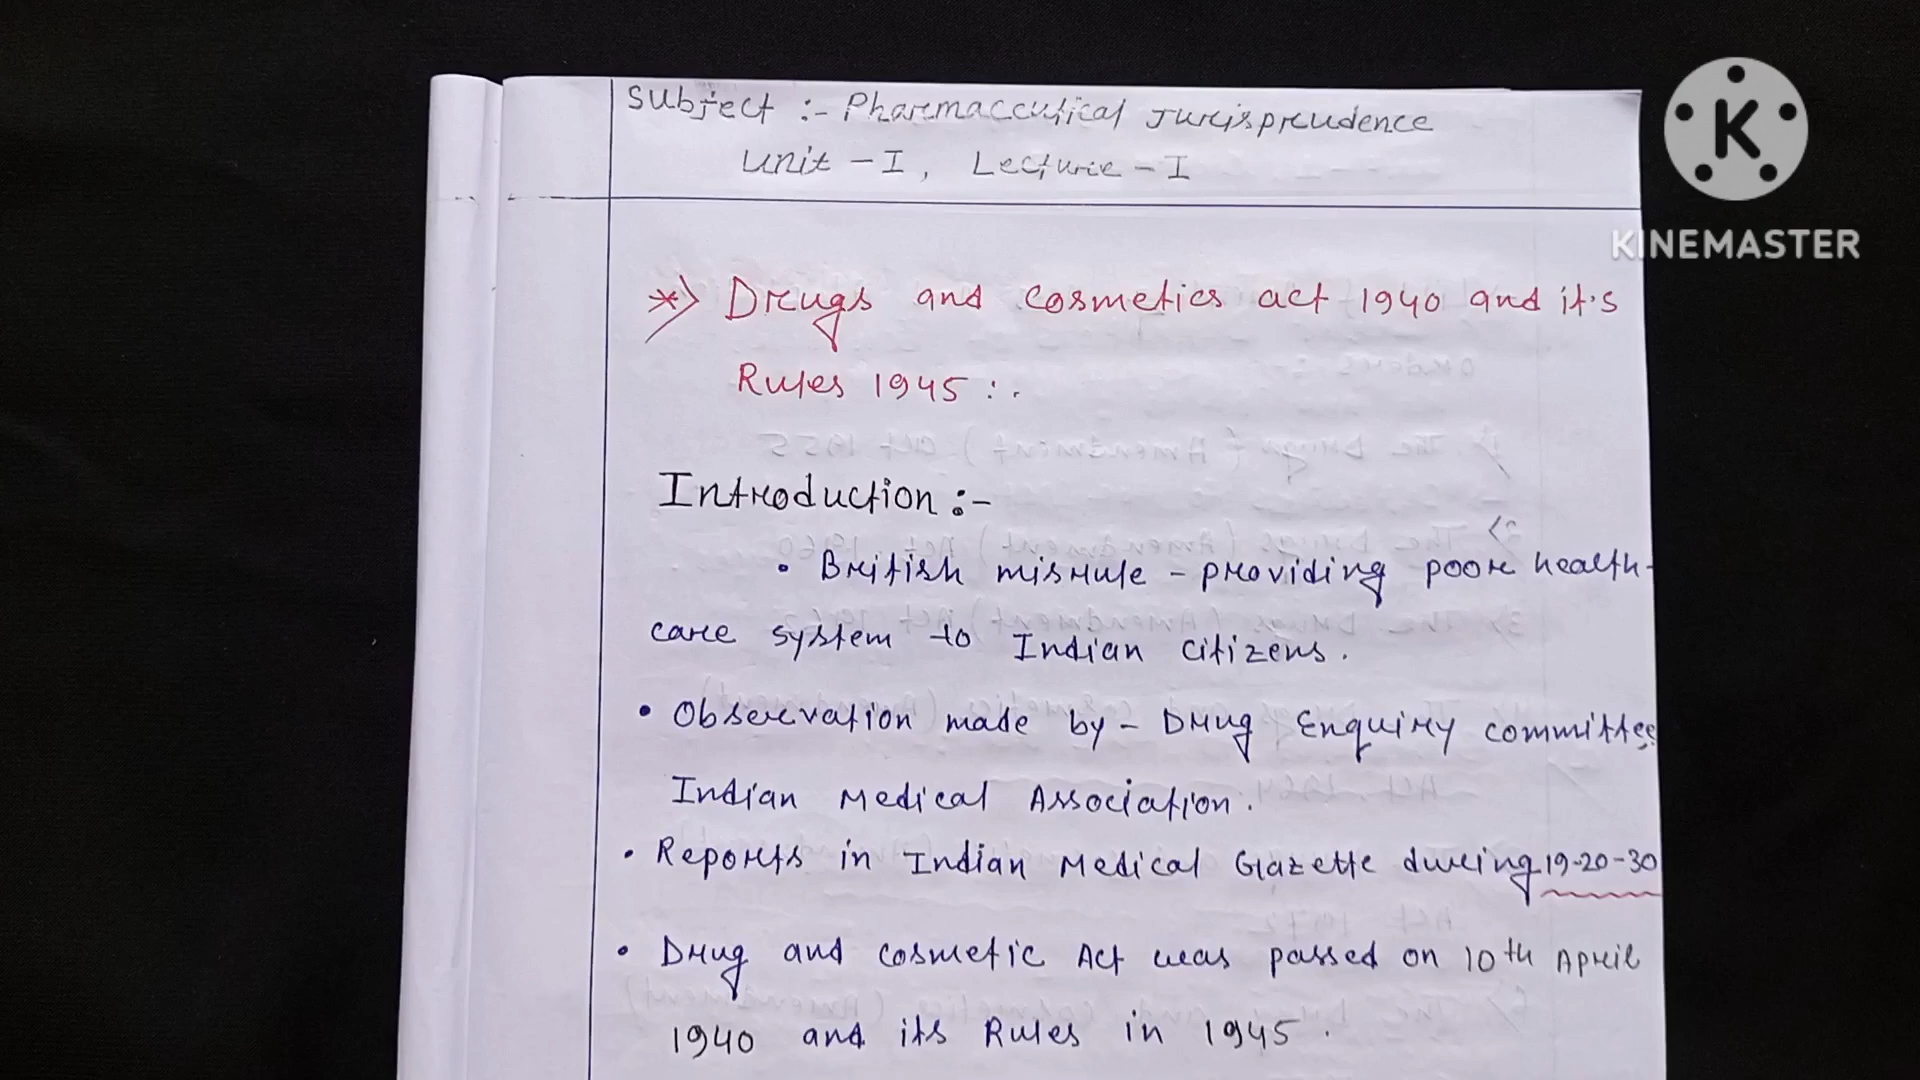 Subject :- Pharmaceutical Jurisprudence
Unit - I, Lecture - I
K
KINEMASTER
*> Drugs and cosmetics act 1940 and it's
Rules 1945 :.
Introduction :-
• British misrule - providing poor health-
care system to Indian citizens.
• Observation made by - Drug Enquiry committee
Indian Medical Association.
• Reports in Indian Medical Gazette during 19-20-30
• Drug and cosmetic Act was passed on 10th April
1940 and its Rules in 1945.